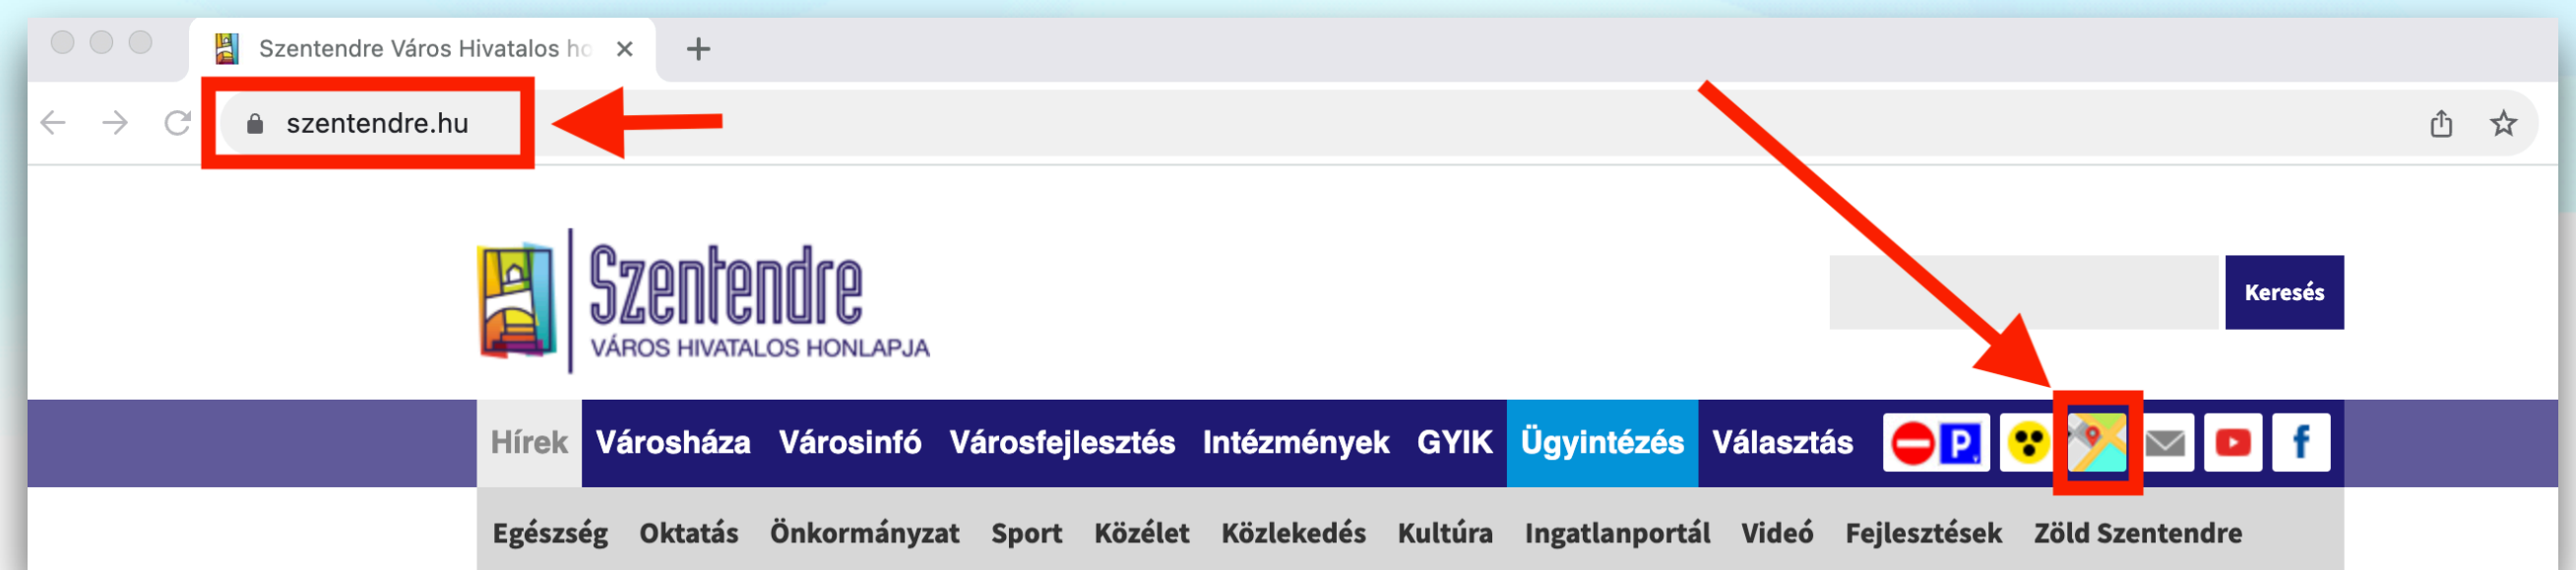 Szentendre Város Hivatalos ho
szentendre.hu
Szentendre
VÁROS HIVATALOS HONLAPJA
Keresés
Hírek Városháza Városinfó Városfejlesztés Intézmények GYIK Ügyintézés Választás P f
Egészség Oktatás Önkormányzat Sport Közélet Közlekedés Kultúra Ingatlanportál Videó Fejlesztések Zöld Szentendre